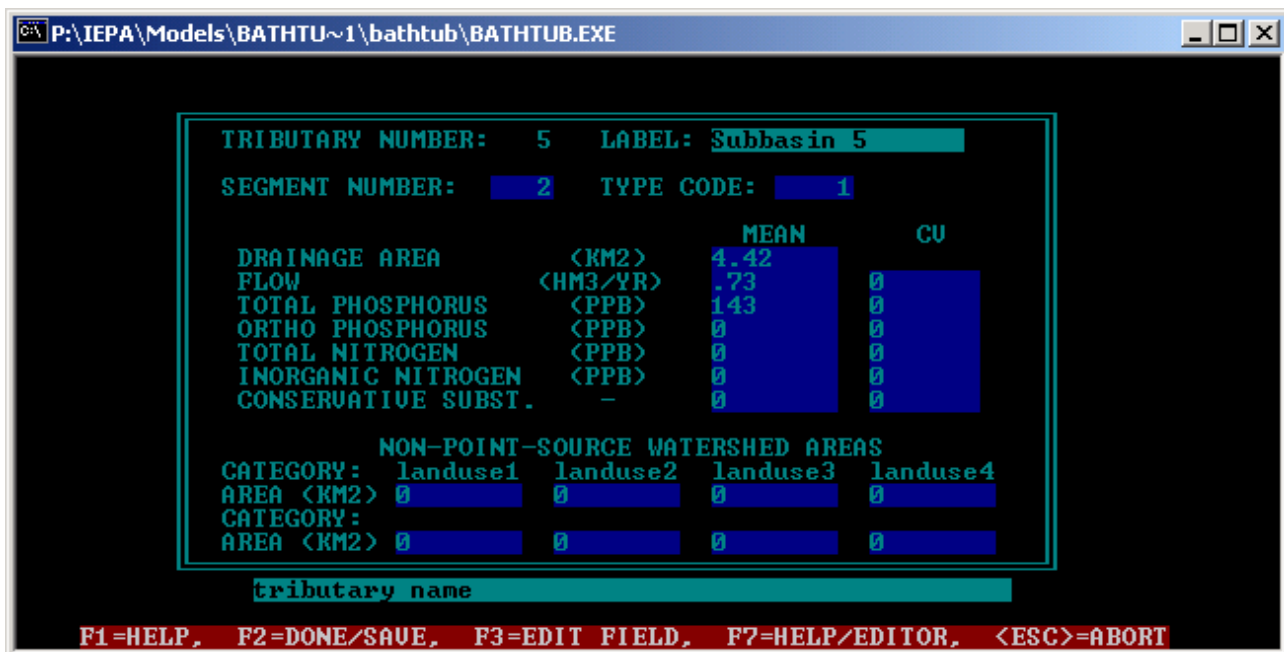 P:\IEPA\Models\BATHTU~1\bathtub\BATHTUB.EXE
TRIBUTARY NUMBER: 5 LABEL: Subbasin 5
SEGMENT NUMBER: 2 TYPE CODE: 1
MEAN CV
DRAINAGE AREA (KM2) 4.42
FLOW (HM3/YR) .73 0
TOTAL PHOSPHORUS (PPB) 143 0
ORTHO PHOSPHORUS (PPB) 0 0
TOTAL NITROGEN (PPB) 0 0
INORGANIC NITROGEN (PPB) 0 0
CONSERVATIVE SUBST. - 0 0
NON-POINT-SOURCE WATERSHED AREAS
CATEGORY: landuse1 landuse2 landuse3 landuse4
AREA (KM2) 0 0 0 0
CATEGORY:
AREA (KM2) 0 0 0 0
tributary name
F1=HELP, F2=DONE/SAVE, F3=EDIT FIELD, F7=HELP/EDITOR, <ESC>=ABORT